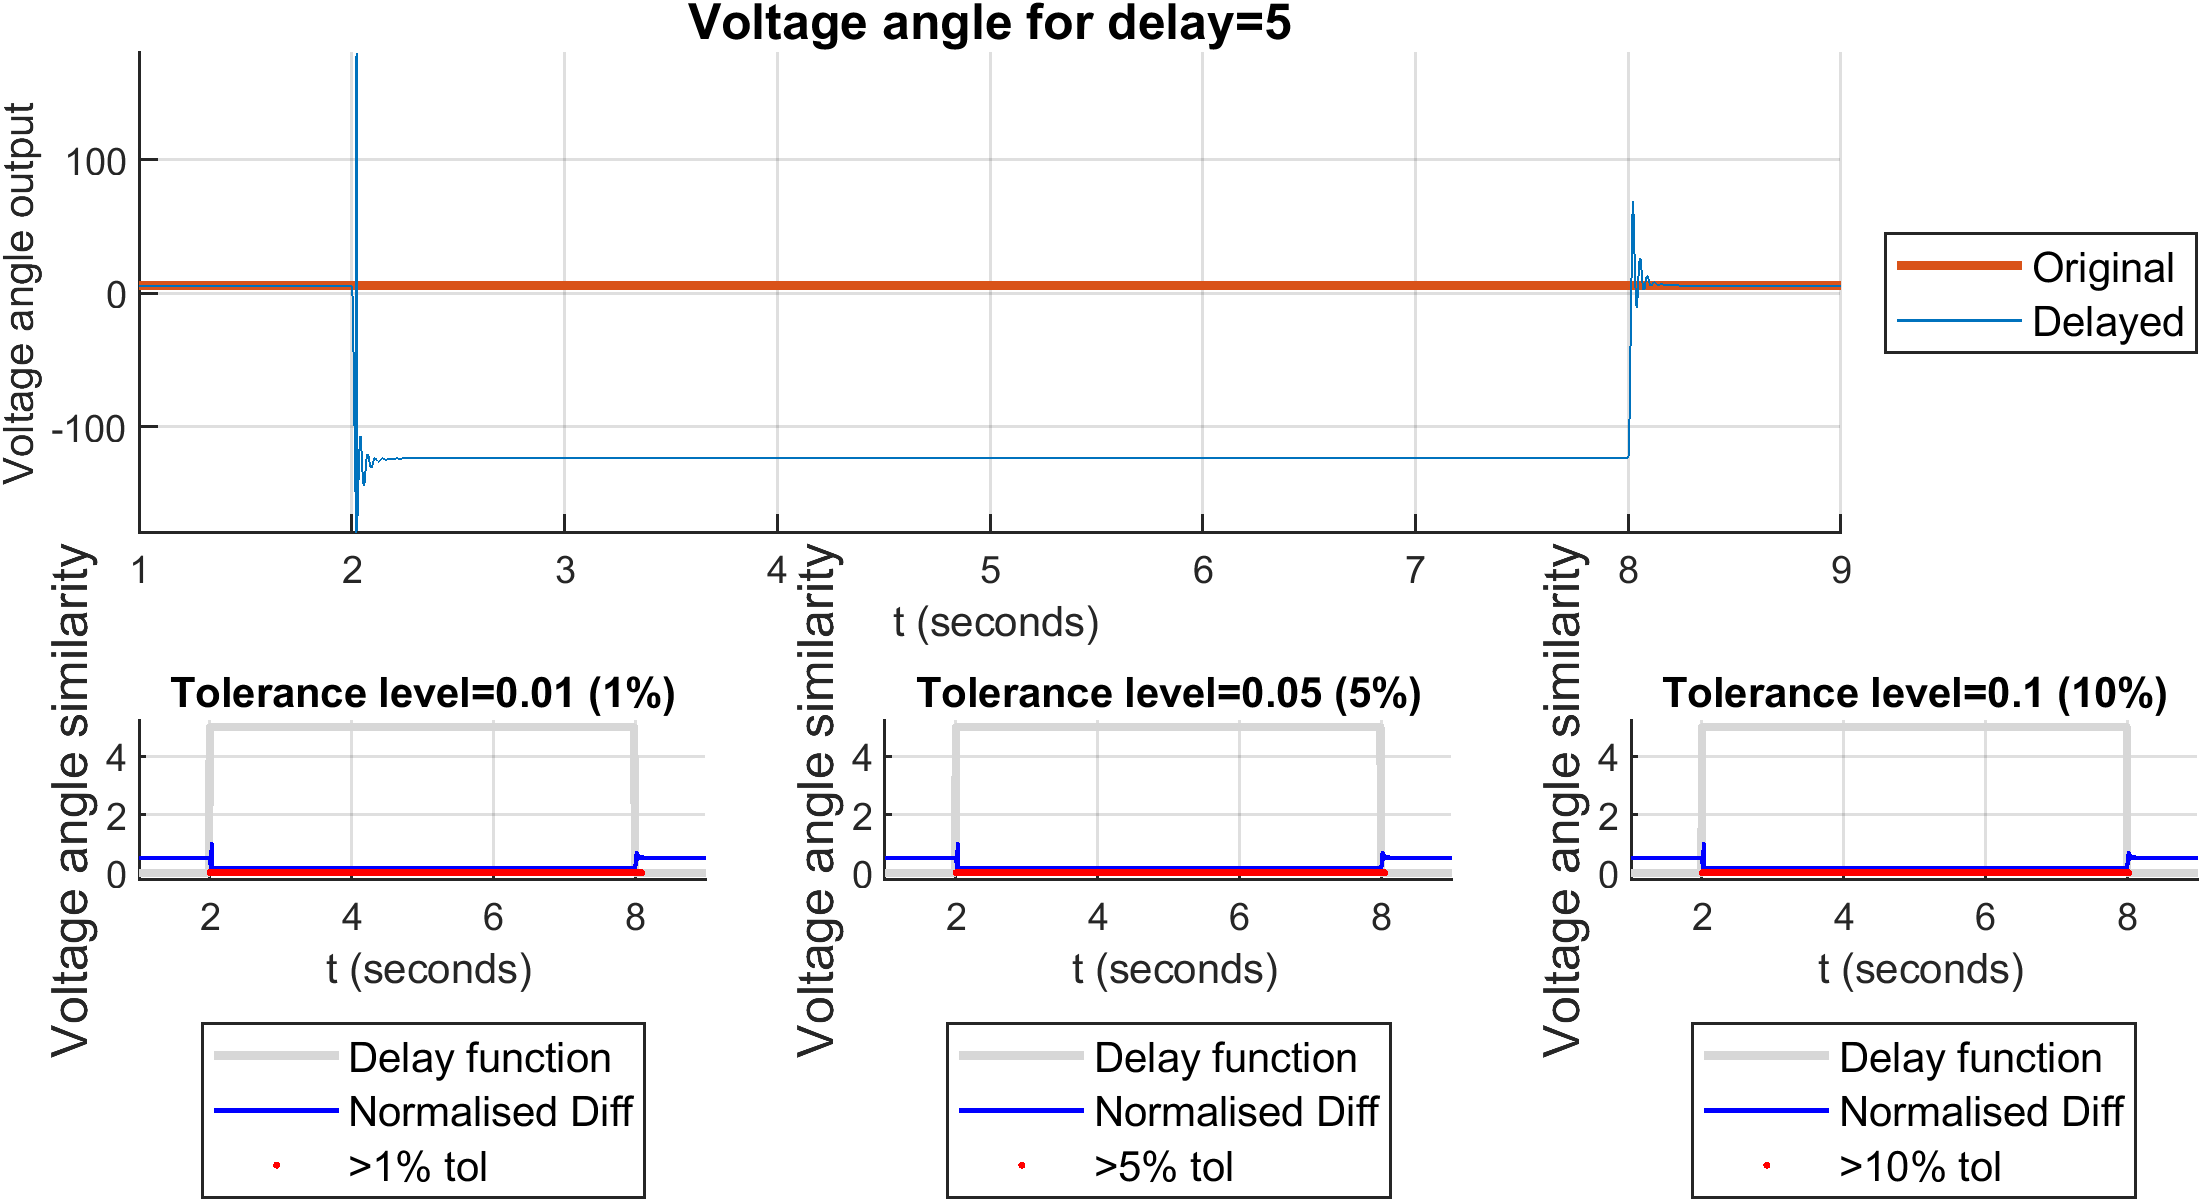 Voltage angle for delay=5
Voltage angle output
100
0
-100
1 2 3 4 5 6 7 8 9
t (seconds)
Original
Delayed
Voltage angle similarity
Tolerance level=0.01 (1%)
4
2
0
2 4 6 8
t (seconds)
Delay function
Normalised Diff
>1% tol
Voltage angle similarity
Tolerance level=0.05 (5%)
4
2
0
2 4 6 8
t (seconds)
Delay function
Normalised Diff
>5% tol
Voltage angle similarity
Tolerance level=0.1 (10%)
4
2
0
2 4 6 8
t (seconds)
Delay function
Normalised Diff
>10% tol